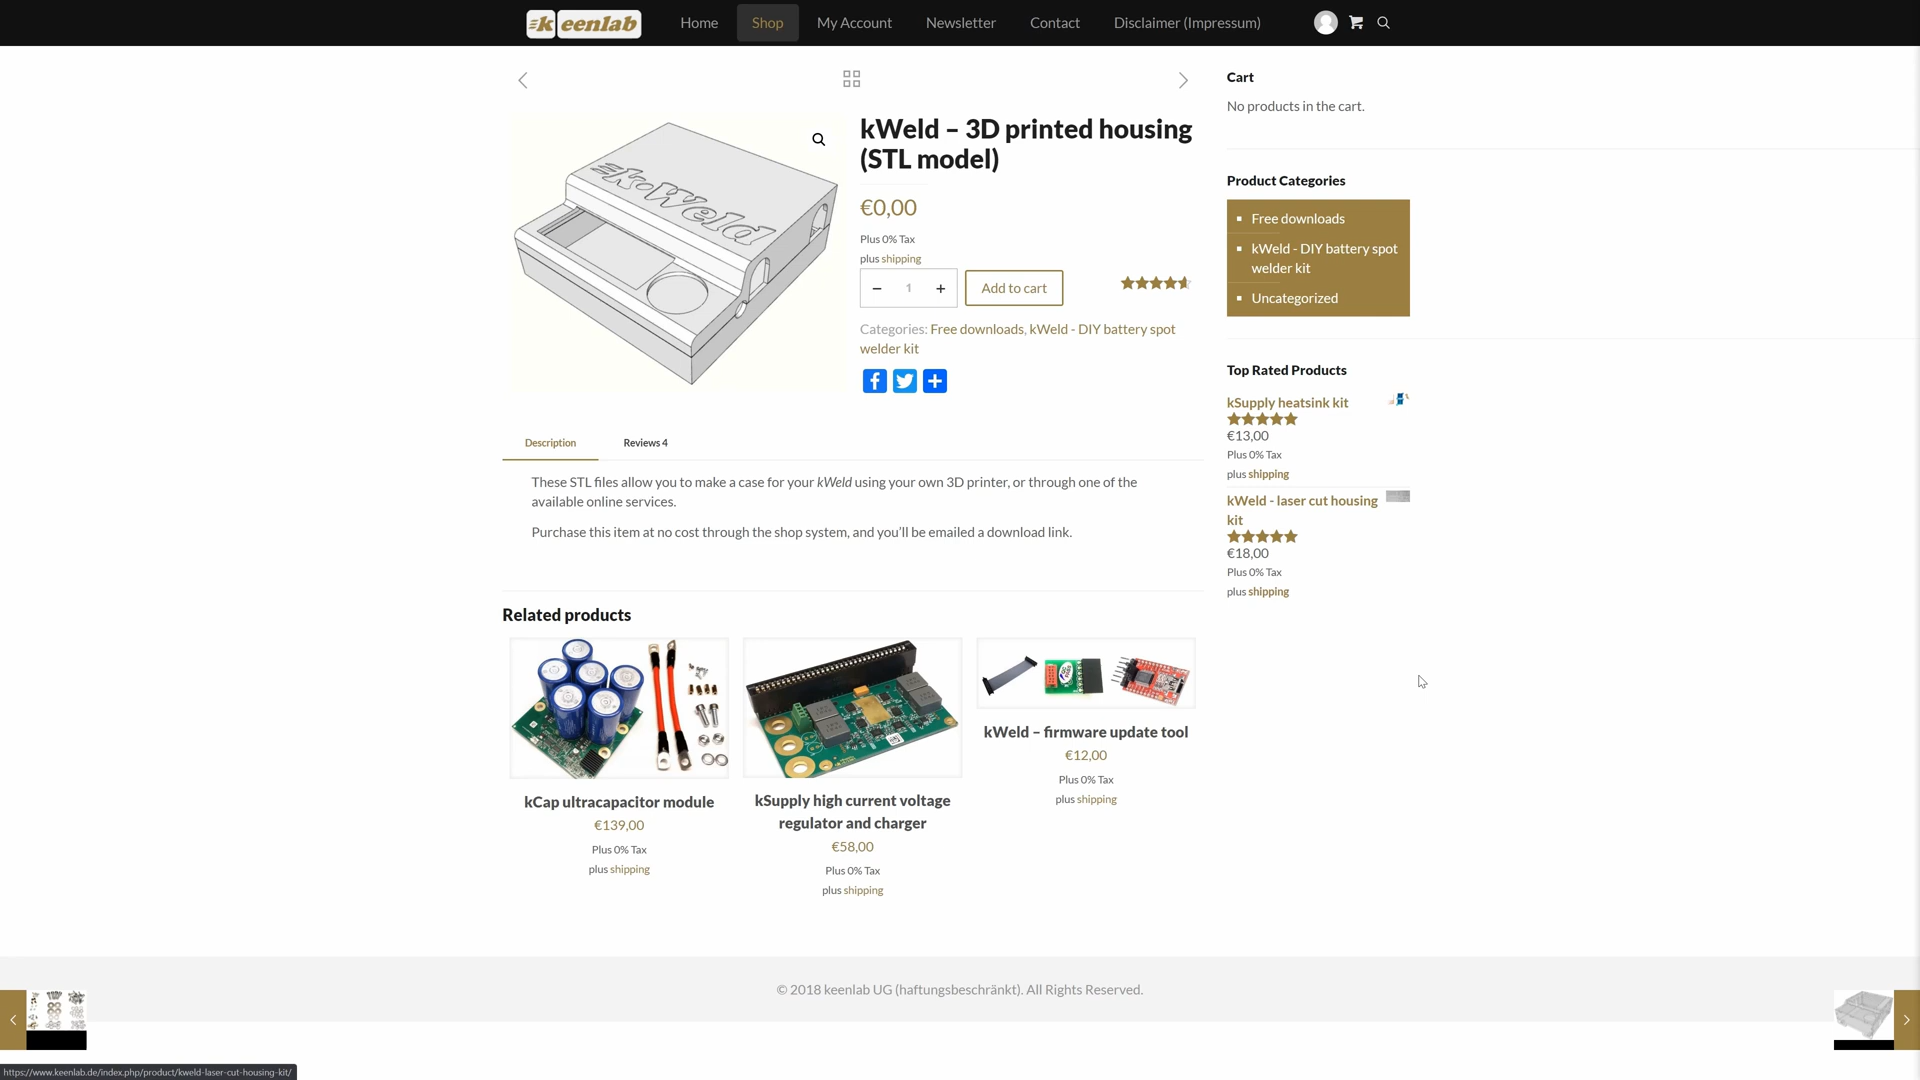 keenlab
Home
Shop
My Account
Newsletter
Contact
Disclaimer (Impressum)
kWeld
kWeld – 3D printed housing
(STL model)
€0,00
Plus 0% Tax
plus shipping
− 1 +
Add to cart
Categories: Free downloads, kWeld - DIY battery spot
welder kit
Description
Reviews 4
These STL files allow you to make a case for your kWeld using your own 3D printer, or through one of the
available online services.
Purchase this item at no cost through the shop system, and you’ll be emailed a download link.
Related products
kCap ultracapacitor module
€139,00
Plus 0% Tax
plus shipping
kSupply high current voltage
regulator and charger
€58,00
Plus 0% Tax
plus shipping
kWeld – firmware update tool
€12,00
Plus 0% Tax
plus shipping
Cart
No products in the cart.
Product Categories
Free downloads
kWeld - DIY battery spot
welder kit
Uncategorized
Top Rated Products
kSupply heatsink kit
€13,00
Plus 0% Tax
plus shipping
kWeld - laser cut housing
kit
€18,00
Plus 0% Tax
plus shipping
© 2018 keenlab UG (haftungsbeschränkt). All Rights Reserved.
https://www.keenlab.de/index.php/product/kweld-laser-cut-housing-kit/